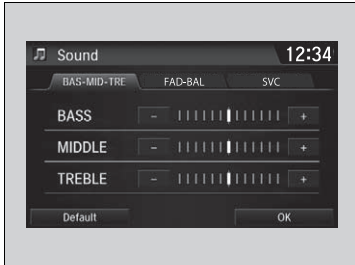 Sound 12:34
BAS-MID-TRE FAD-BAL SVC
BASS - +
MIDDLE - +
TREBLE - +
Default OK